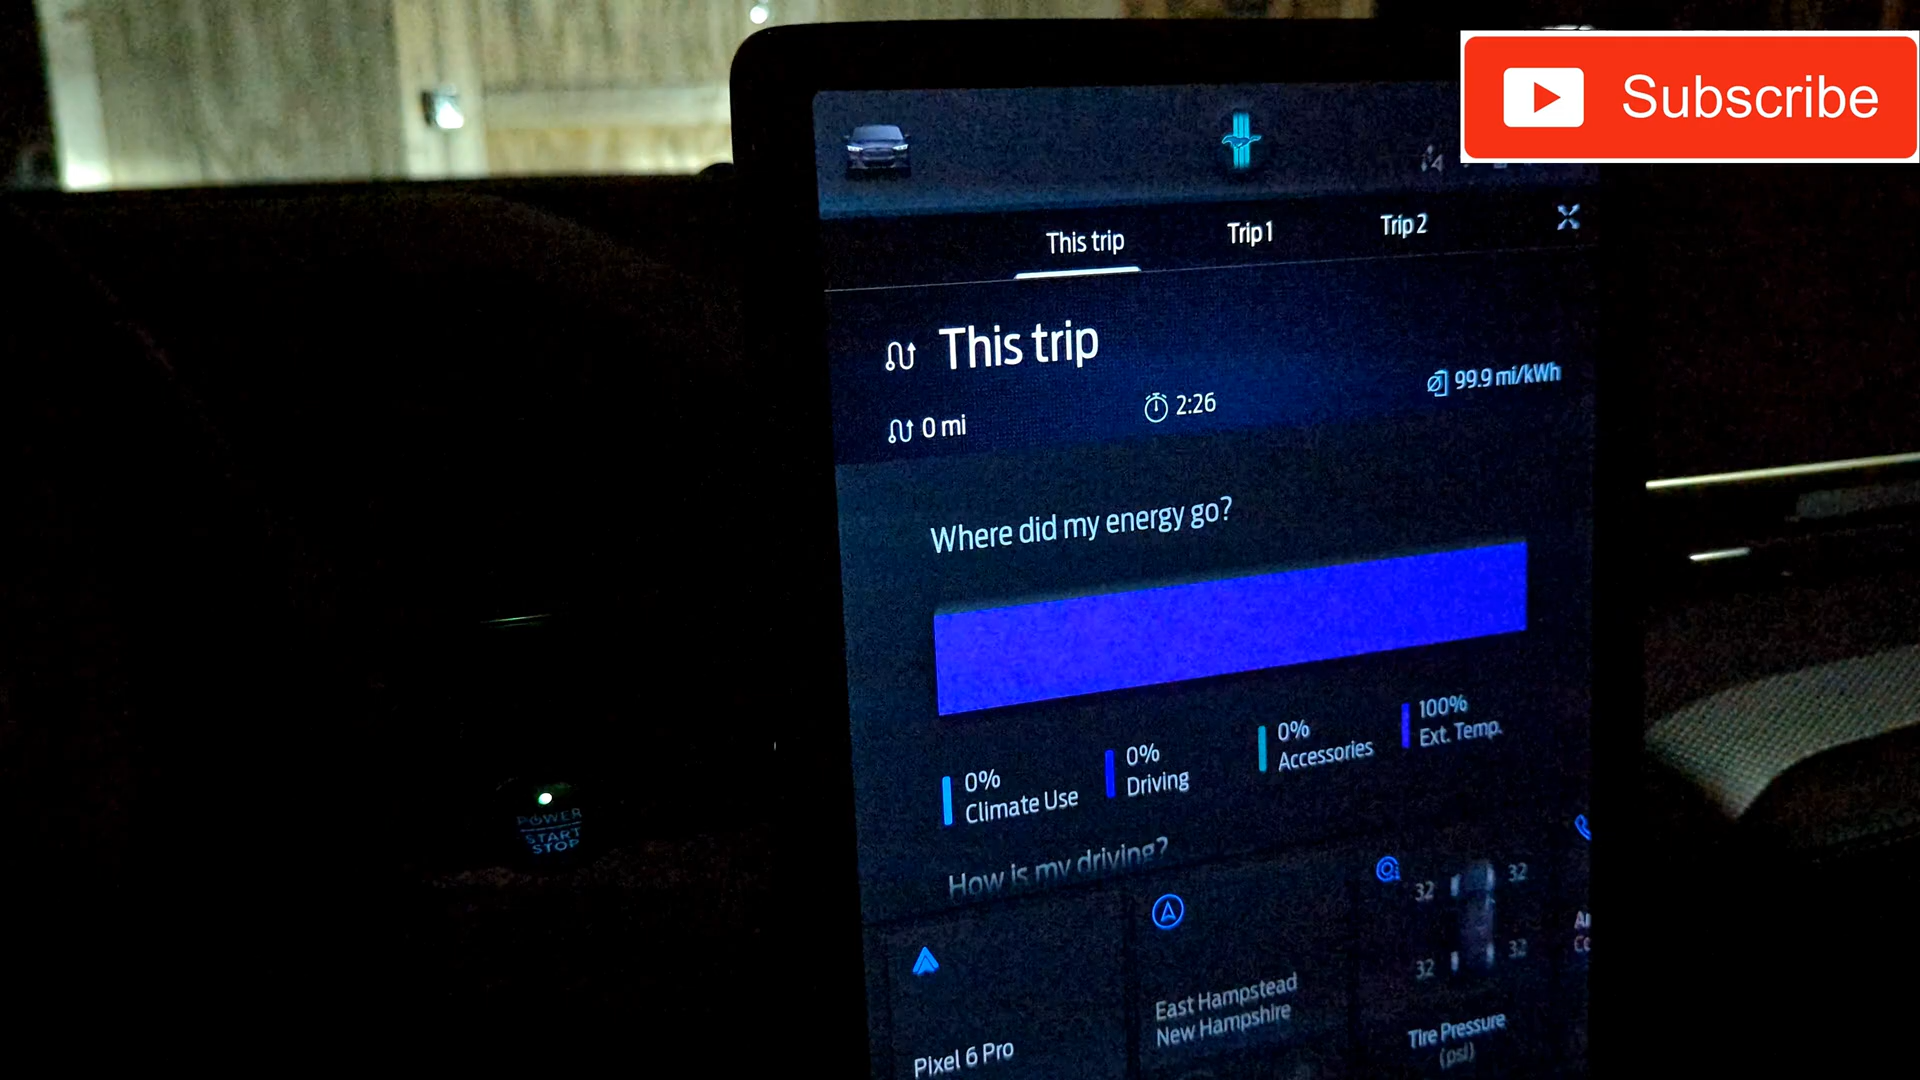 Subscribe
This trip
Trip 1
Trip 2
This trip
0 mi
2:26
99.9 mi/kWh
Where did my energy go?
0%
Climate Use
0%
Driving
0%
Accessories
100%
Ext. Temp.
How is my driving?
Pixel 6 Pro
East Hampstead
New Hampshire
32
32
32
32
Tire Pressure
(psi)
POWER
START
STOP